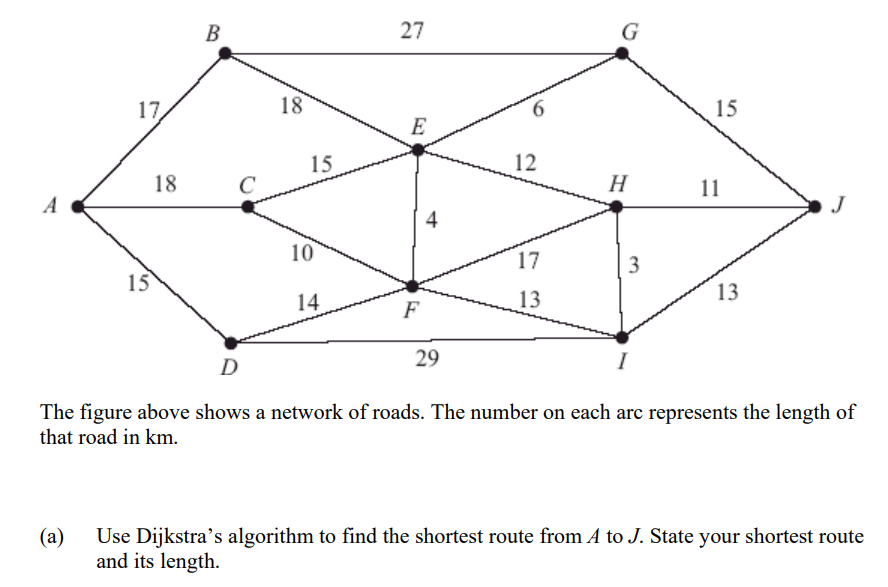 B 27 G
17 18 6 15
E
15 12
A 18 C H 11 J
4
10 17 3
15 14 13 13
F
D 29 I
The figure above shows a network of roads. The number on each arc represents the length of
that road in km.
(a) Use Dijkstra’s algorithm to find the shortest route from A to J. State your shortest route
and its length.